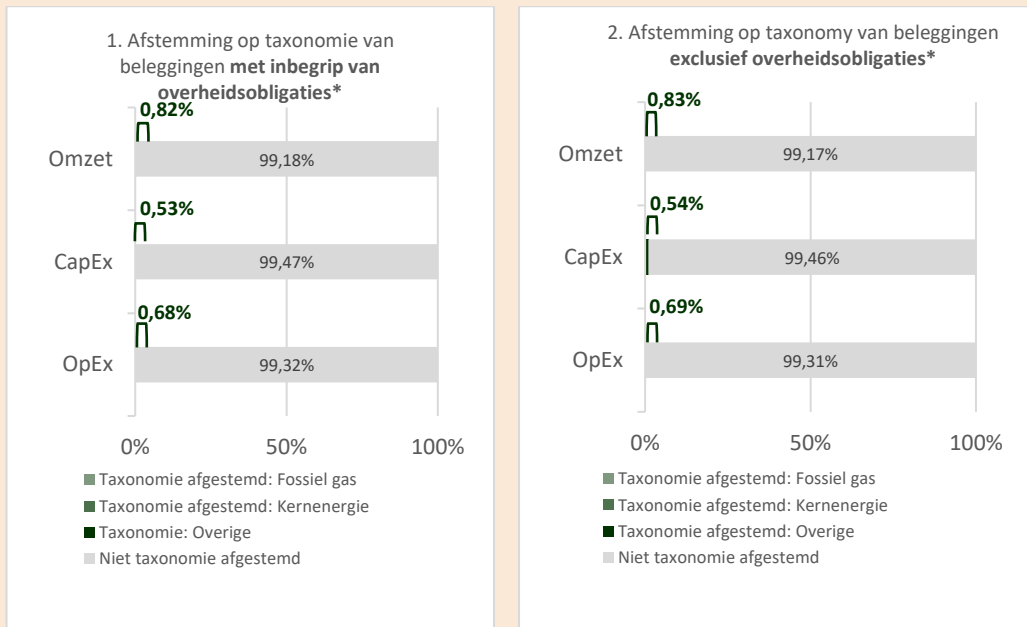 1. Afstemming op taxonomie van
beleggingen met inbegrip van
overheidsobligaties*
0,82%
Omzet
99,18%
0,53%
CapEx
99,47%
0,68%
OpEx
99,32%
0%
50%
100%
Taxonomie afgestemd: Fossiel gas
Taxonomie afgestemd: Kernenergie
Taxonomie: Overige
Niet taxonomie afgestemd
2. Afstemming op taxonomy van beleggingen
exclusief overheidsobligaties*
0,83%
Omzet
99,17%
0,54%
CapEx
99,46%
0,69%
OpEx
99,31%
0%
50%
100%
Taxonomie afgestemd: Fossiel gas
Taxonomie afgestemd: Kernenergie
Taxonomie afgestemd: Overige
Niet taxonomie afgestemd